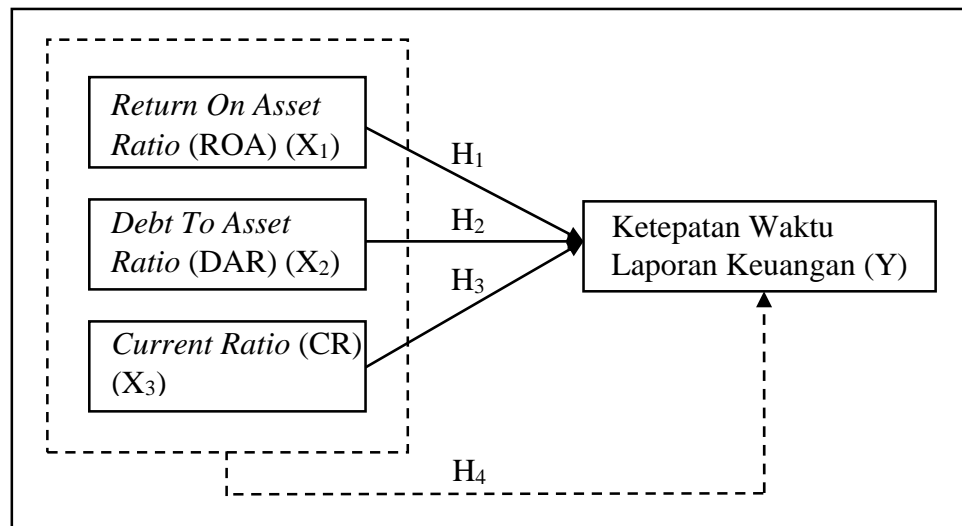 Return On Asset
Ratio (ROA) (X₁)
H₁
Debt To Asset
Ratio (DAR) (X₂)
H₂
Ketepatan Waktu
Laporan Keuangan (Y)
H₃
Current Ratio (CR)
(X₃)
H₄